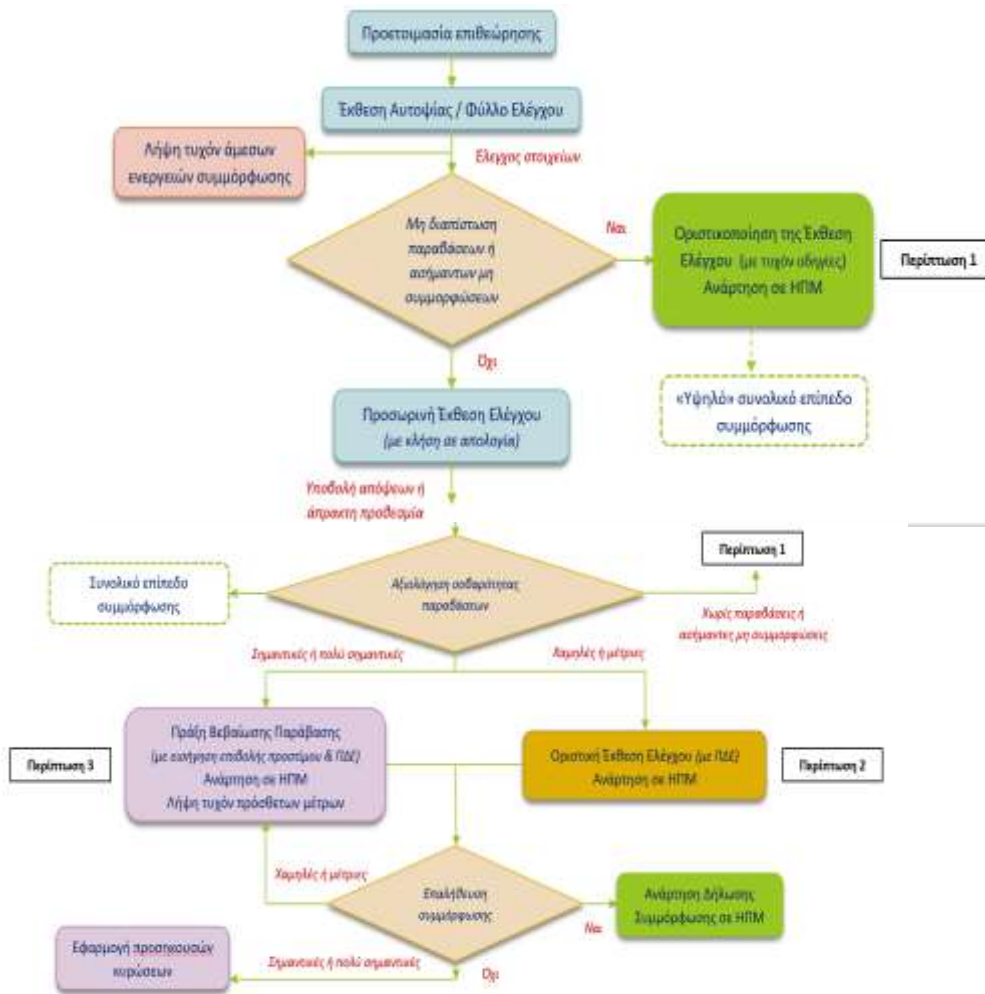 Προετοιμασία επιθεώρησης
Έκθεση Αυτοψίας / Φύλλο Ελέγχου
Λήψη τυχόν άμεσων
ενεργειών συμμόρφωσης
Έλεγχος στοιχείων
Μη διαπίστωση
παραβάσεων ή
ασήμαντων μη
συμμορφώσεων
Ναι
Οριστικοποίηση της Έκθεση
Ελέγχου (με τυχόν οδηγίες)
Ανάρτηση σε ΗΠΜ
Περίπτωση 1
Όχι
«Υψηλό» συνολικό επίπεδο
συμμόρφωσης
Προσωρινή Έκθεση Ελέγχου
(με κλήση σε απολογία)
Υποβολή απόψεων ή
άπρακτη προθεσμία
Περίπτωση 1
Συνολικό επίπεδο
συμμόρφωσης
Αξιολόγηση σοβαρότητας
παραβάσεων
Χωρίς παραβάσεις ή
ασήμαντες μη συμμορφώσεις
Σημαντικές ή πολύ σημαντικές
Χαμηλές ή μέτριες
Περίπτωση 3
Πράξη Βεβαίωσης Παράβασης
(με εισήγηση επιβολής προστίμου & ΠΔΕ)
Ανάρτηση σε ΗΠΜ
Λήψη τυχόν πρόσθετων μέτρων
Οριστική Έκθεση Ελέγχου (με ΠΔΕ)
Ανάρτηση σε ΗΠΜ
Περίπτωση 2
Χαμηλές ή μέτριες
Επαλήθευση
συμμόρφωσης
Ναι
Ανάρτηση Δήλωσης
Συμμόρφωσης σε ΗΠΜ
Εφαρμογή προσηκουσών
κυρώσεων
Σημαντικές ή πολύ σημαντικές
Όχι